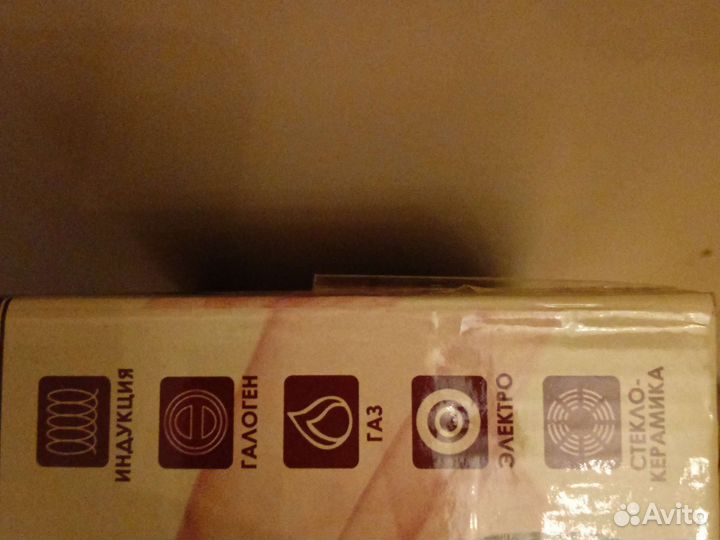 ИНДУКЦИЯ
ГАЛОГЕН
ГАЗ
ЭЛЕКТРО
СТЕКЛО-
КЕРАМИКА
Avito